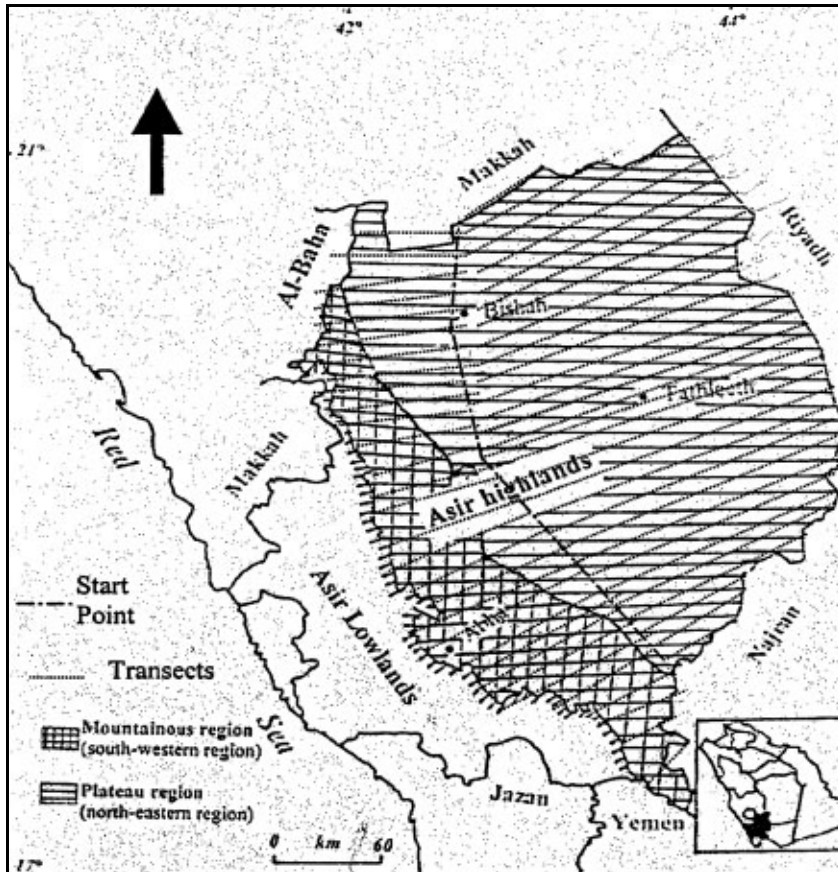 42°
44°
21°
Makkah
Riyadh
Al-Baha
Bishah
Tathleeth
Red
Makkah
Asir highlands
Start
Point
Asir Lowlands
Abha
Najran
Transects
Sea
Mountainous region
(south-western region)
Plateau region
(north-eastern region)
Jazan
Yemen
0 km 60
17°